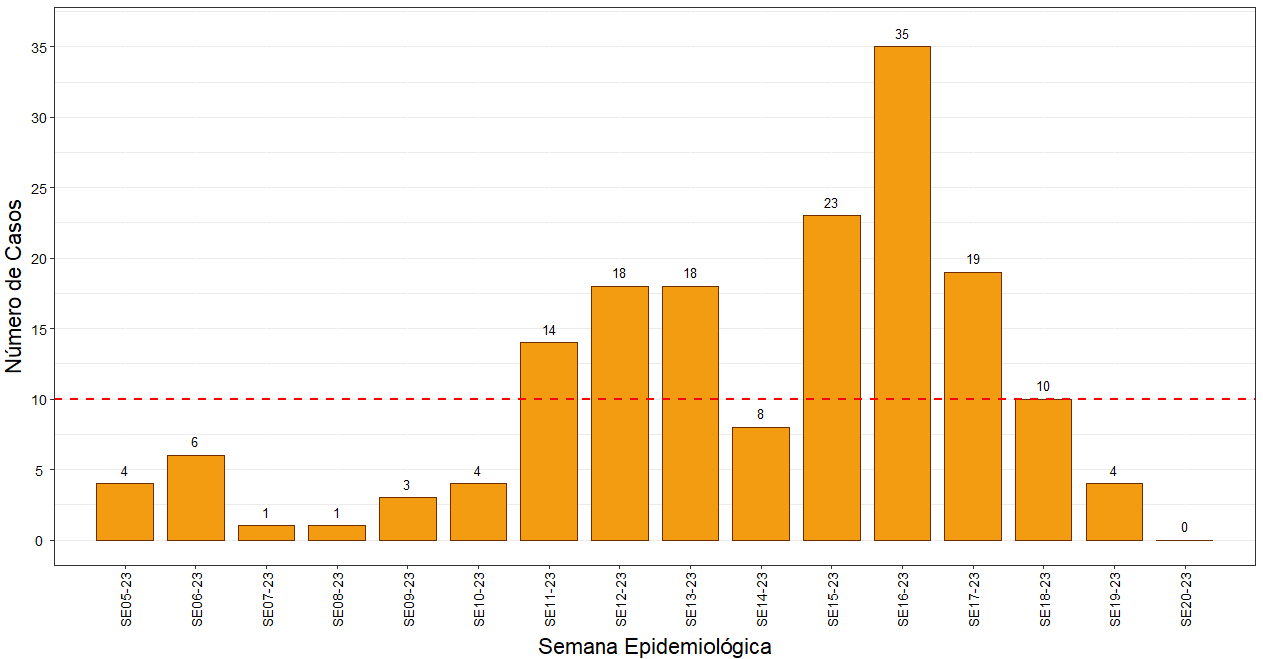 Número de Casos
35
30
25
20
15
10
5
0
4
6
1
1
3
4
14
18
18
8
23
35
19
10
4
0
SE05-23
SE06-23
SE07-23
SE08-23
SE09-23
SE10-23
SE11-23
SE12-23
SE13-23
SE14-23
SE15-23
SE16-23
SE17-23
SE18-23
SE19-23
SE20-23
Semana Epidemiológica